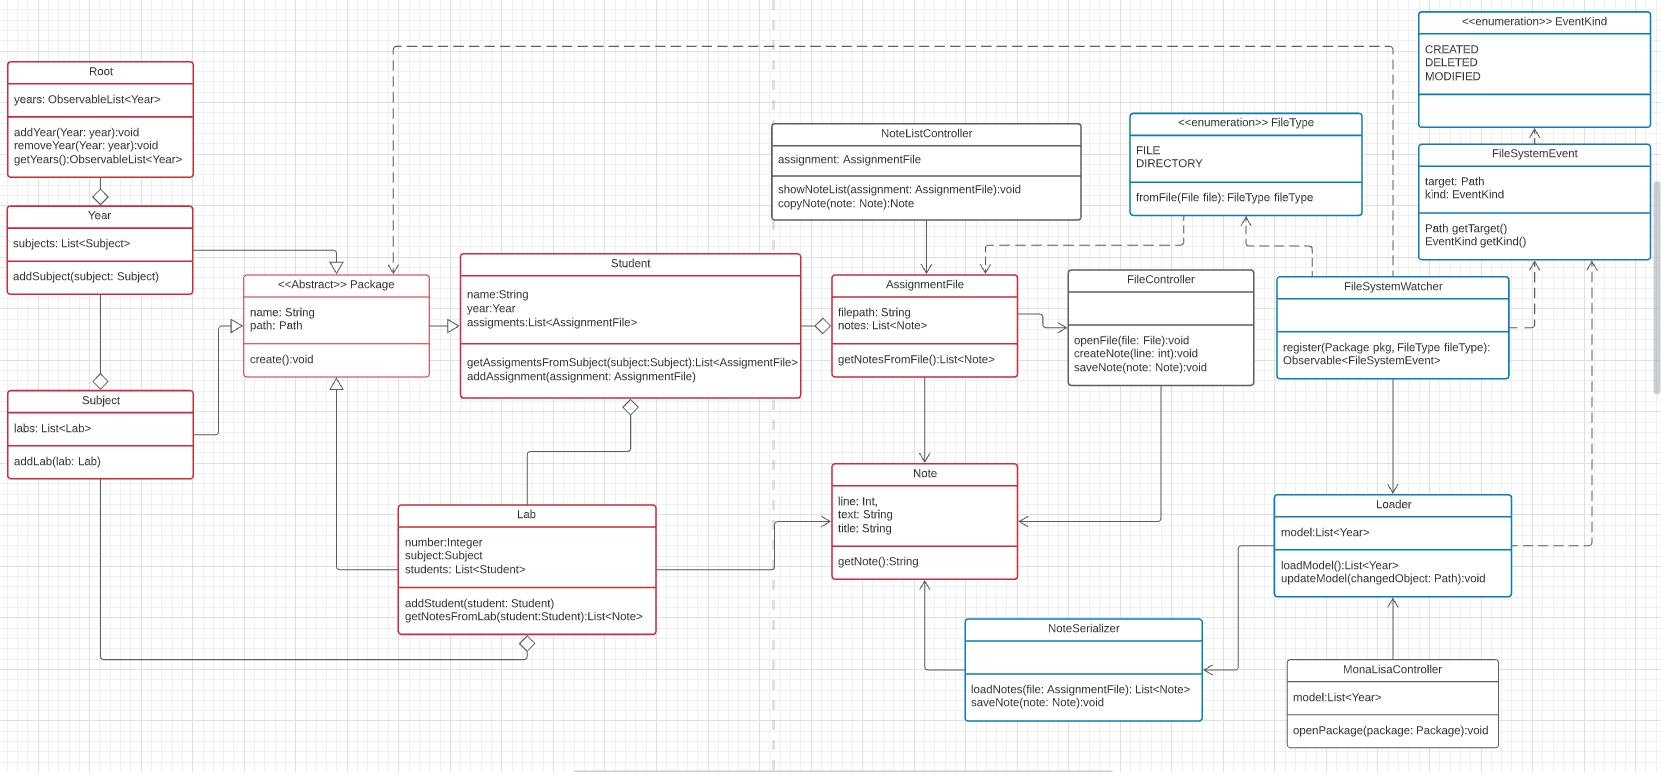 <<enumeration>> EventKind
CREATED
DELETED
MODIFIED
Root
years: ObservableList<Year>
addYear(Year: year):void
removeYear(Year: year):void
getYears():ObservableList<Year>
NoteListController
assignment: AssignmentFile
showNoteList(assignment: AssignmentFile):void
copyNote(note: Note):Note
<<enumeration>> FileType
FILE
DIRECTORY
fromFile(File file): FileType fileType
FileSystemEvent
target: Path
kind: EventKind
Path getTarget()
EventKind getKind()
Year
subjects: List<Subject>
addSubject(subject: Subject)
<<Abstract>> Package
name: String
path: Path
create():void
Student
name:String
year:Year
assigments:List<AssignmentFile>
getAssigmentsFromSubject(subject:Subject):List<AssigmentFile>
addAssignment(assignment: AssignmentFile)
AssignmentFile
filepath: String
notes: List<Note>
getNotesFromFile():List<Note>
FileController
openFile(file: File):void
createNote(line: int):void
saveNote(note: Note):void
FileSystemWatcher
register(Package pkg, FileType fileType):
Observable<FileSystemEvent>
Subject
labs: List<Lab>
addLab(lab: Lab)
Lab
number:Integer
subject:Subject
students: List<Student>
addStudent(student: Student)
getNotesFromLab(student:Student):List<Note>
Note
line: Int,
text: String
title: String
getNote():String
Loader
model:List<Year>
loadModel():List<Year>
updateModel(changedObject: Path):void
NoteSerializer
loadNotes(file: AssignmentFile): List<Note>
saveNote(note: Note):void
MonaLisaController
model:List<Year>
openPackage(package: Package):void